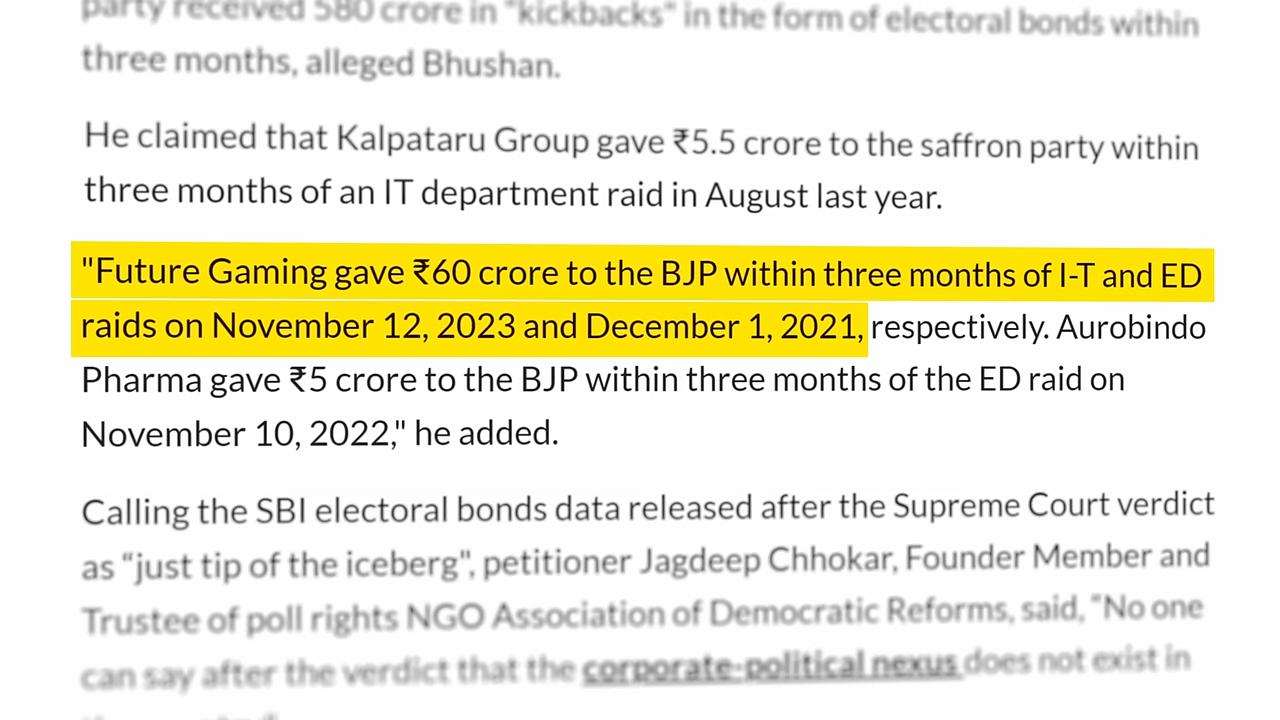 party received 580 crore in "kickbacks" in the form of electoral bonds within
three months, alleged Bhushan.
He claimed that Kalpataru Group gave ₹5.5 crore to the saffron party within
three months of an IT department raid in August last year.
"Future Gaming gave ₹60 crore to the BJP within three months of I-T and ED
raids on November 12, 2023 and December 1, 2021, respectively. Aurobindo
Pharma gave ₹5 crore to the BJP within three months of the ED raid on
November 10, 2022," he added.
Calling the SBI electoral bonds data released after the Supreme Court verdict
as “just tip of the iceberg", petitioner Jagdeep Chhokar, Founder Member and
Trustee of poll rights NGO Association of Democratic Reforms, said, “No one
can say after the verdict that the corporate-political nexus does not exist in